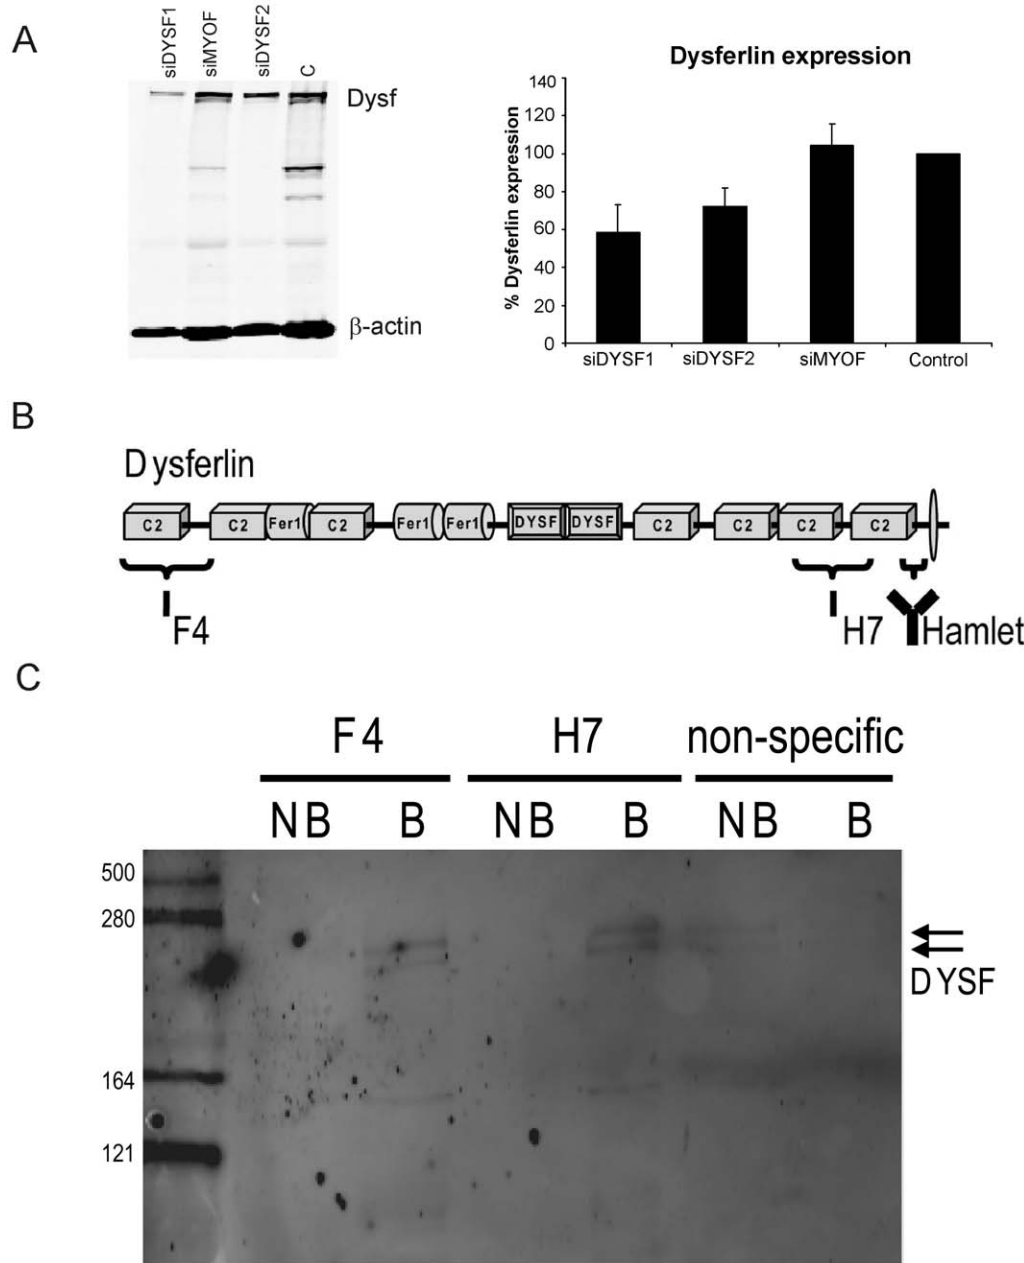 A
siDYSF1
siMYOF
siDYSF2
C
Dysf
β-actin
Dysferlin expression
% Dysferlin expression
140
120
100
80
60
40
20
0
siDYSF1 siDYSF2 siMYOF Control
B
Dysferlin
C2 C2 Fer1 C2 Fer1 Fer1 DYSF DYSF C2 C2 C2 C2
F4 H7 Hamlet
C
F4 H7 non-specific
NB B NB B NB B
500
280
DYSF
164
121